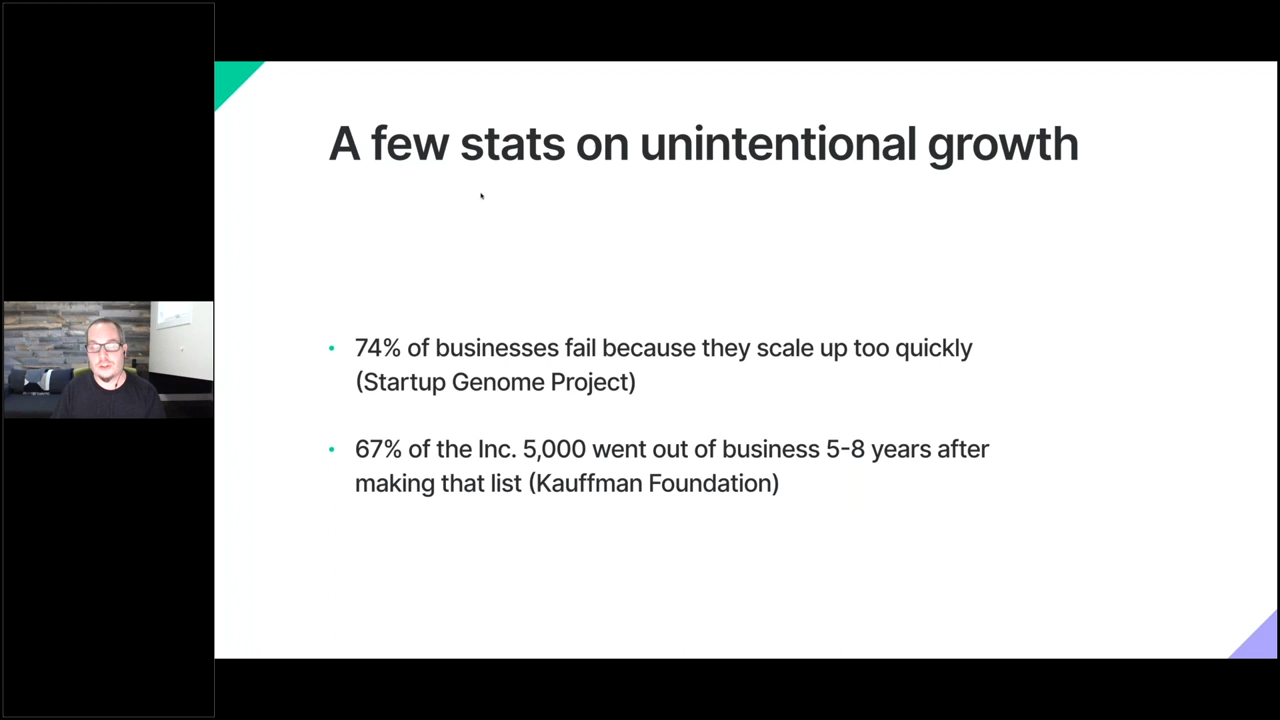 A few stats on unintentional growth
• 74% of businesses fail because they scale up too quickly
(Startup Genome Project)
• 67% of the Inc. 5,000 went out of business 5-8 years after
making that list (Kauffman Foundation)